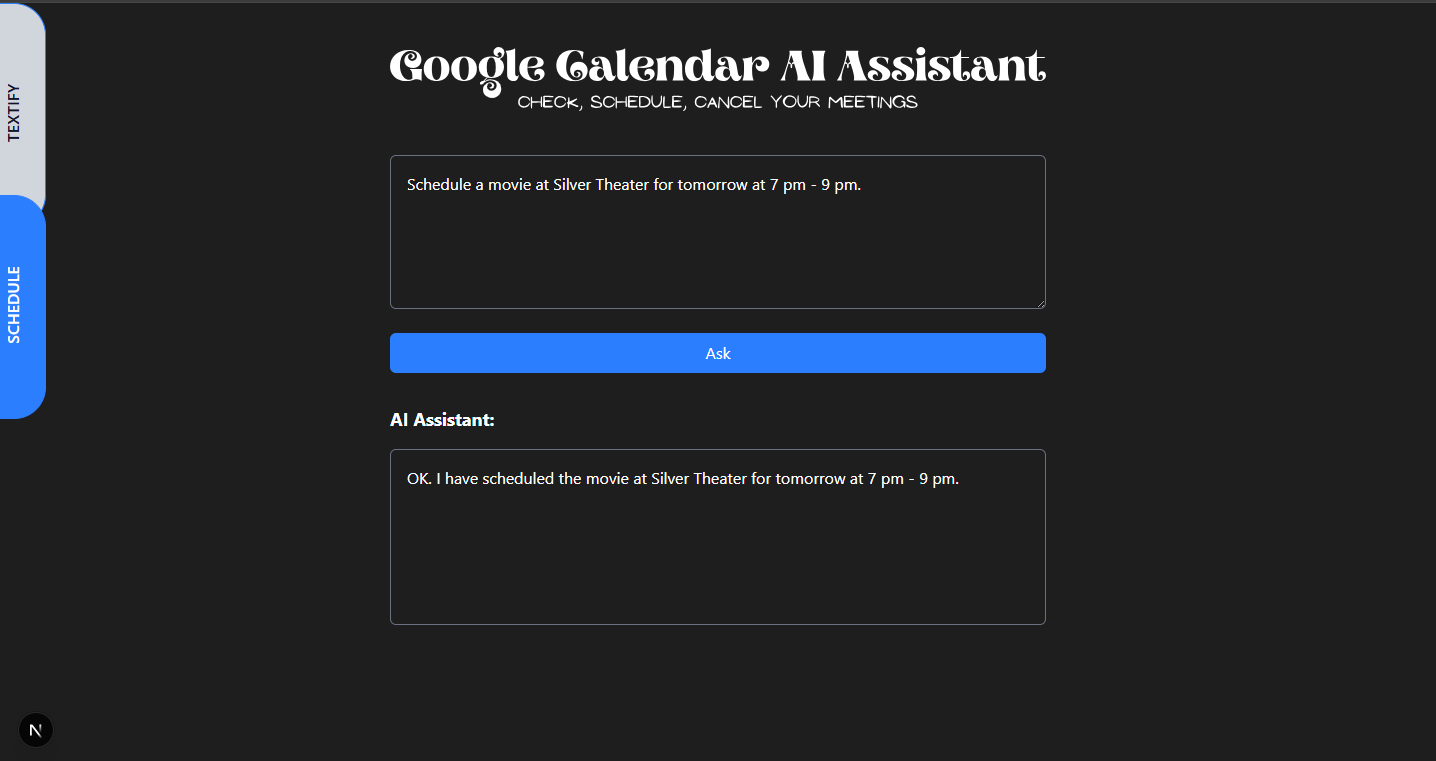 Google Calendar AI Assistant
CHECK, SCHEDULE, CANCEL YOUR MEETINGS
TEXTIFY
SCHEDULE
Schedule a movie at Silver Theater for tomorrow at 7 pm - 9 pm.
Ask
AI Assistant:
OK. I have scheduled the movie at Silver Theater for tomorrow at 7 pm - 9 pm.
N